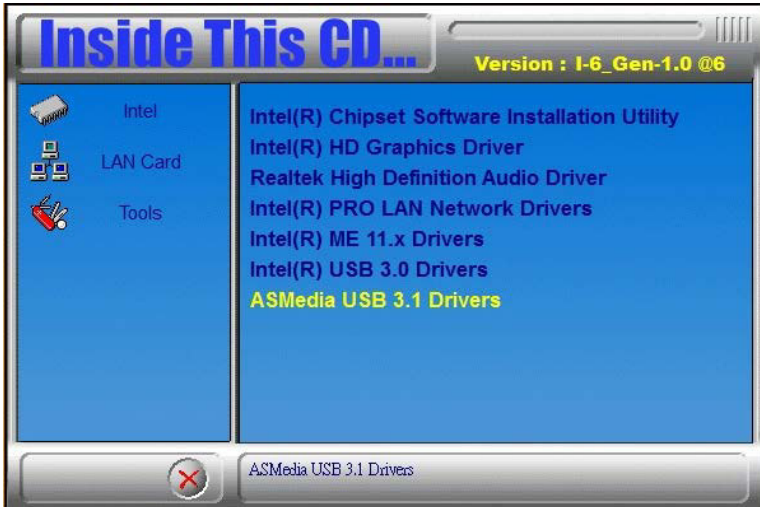 Inside This CD...
Version : I-6_Gen-1.0 @6
Intel
LAN Card
Tools
Intel(R) Chipset Software Installation Utility
Intel(R) HD Graphics Driver
Realtek High Definition Audio Driver
Intel(R) PRO LAN Network Drivers
Intel(R) ME 11.x Drivers
Intel(R) USB 3.0 Drivers
ASMedia USB 3.1 Drivers
ASMedia USB 3.1 Drivers